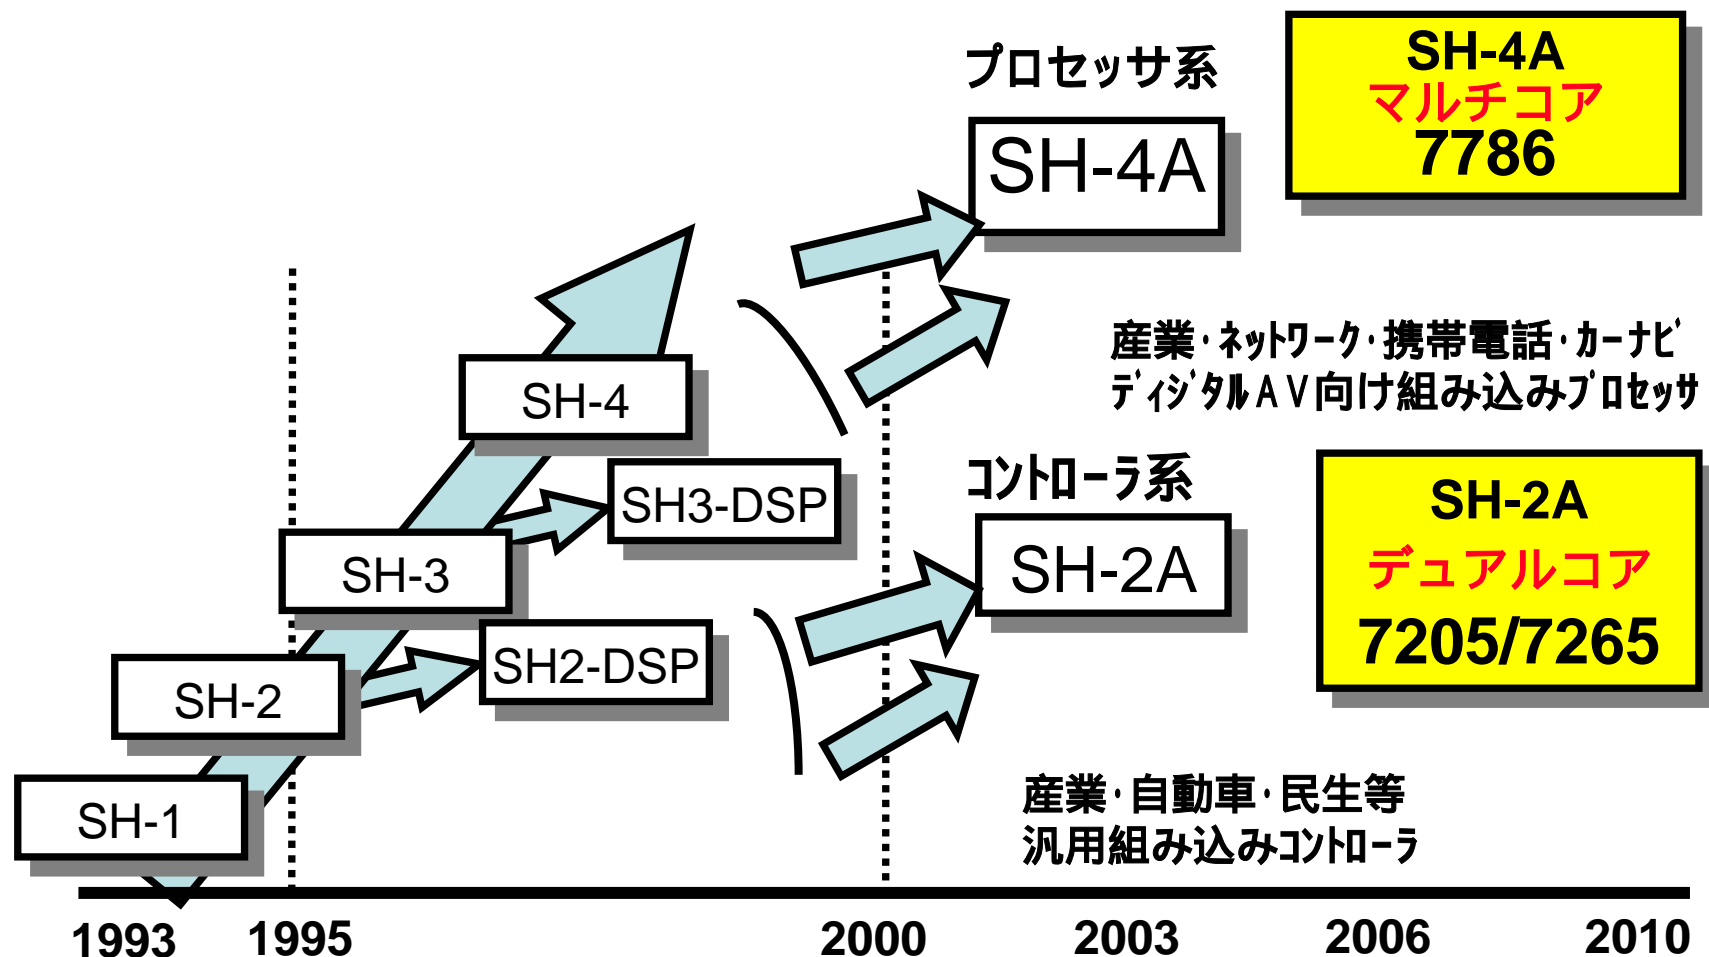 プロセッサ系
SH-4A
SH-4A
マルチコア
7786
産業・ネットワーク・携帯電話・カーナビ
ディジタルAV向け組み込みプロセッサ
SH-4
SH3-DSP
SH-3
SH2-DSP
SH-2
SH-1
コントローラ系
SH-2A
SH-2A
デュアルコア
7205/7265
産業・自動車・民生等
汎用組み込みコントローラ
1993 1995 2000 2003 2006 2010